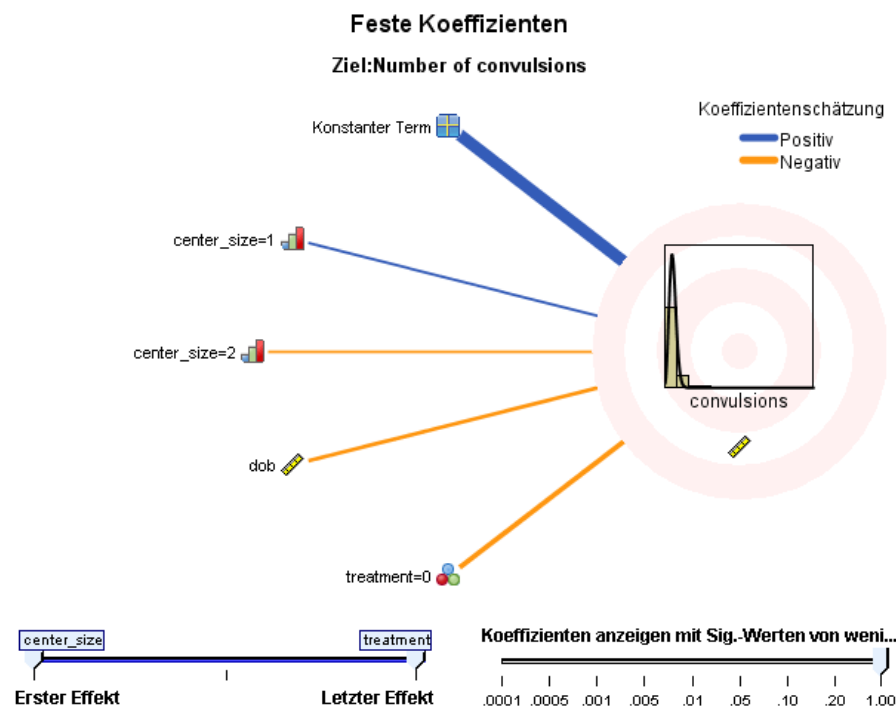 Feste Koeffizienten
Ziel:Number of convulsions
Konstanter Term
Koeffizientenschätzung
Positiv
Negativ
center_size=1
center_size=2
convulsions
dob
treatment=0
center_size
treatment
Erster Effekt
Letzter Effekt
Koeffizienten anzeigen mit Sig.-Werten von weni...
.0001 .0005 .001 .005 .01 .05 .10 .20 1.00